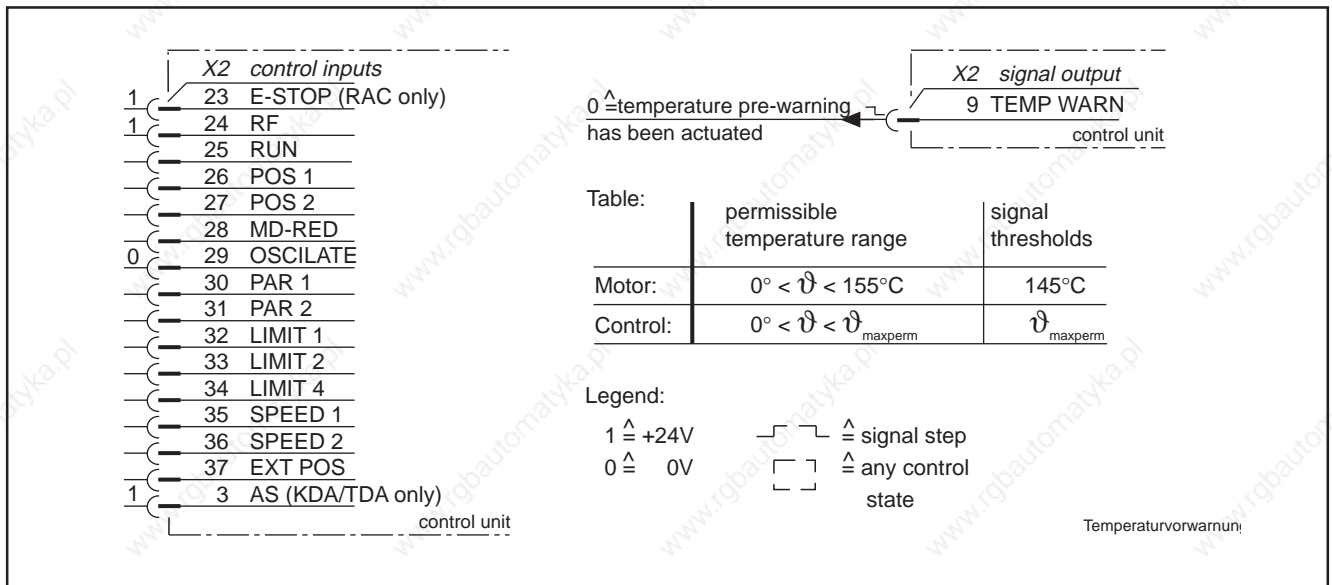 X2 control inputs
1 23 E-STOP (RAC only)
1 24 RF
25 RUN
26 POS 1
27 POS 2
28 MD-RED
0 29 OSCILATE
30 PAR 1
31 PAR 2
32 LIMIT 1
33 LIMIT 2
34 LIMIT 4
35 SPEED 1
36 SPEED 2
37 EXT POS
1 3 AS (KDA/TDA only)
control unit
X2 signal output
9 TEMP WARN
control unit
0 ≙temperature pre-warning
has been actuated
Table:
permissible signal
temperature range thresholds
Motor: 0° < ϑ < 155°C 145°C
Control: 0° < ϑ < ϑmaxperm ϑmaxperm
Legend:
1 ≙ +24V ≙ signal step
0 ≙ 0V ≙ any control
state
Temperaturvorwarnung
www.rgbautomatyka.pl